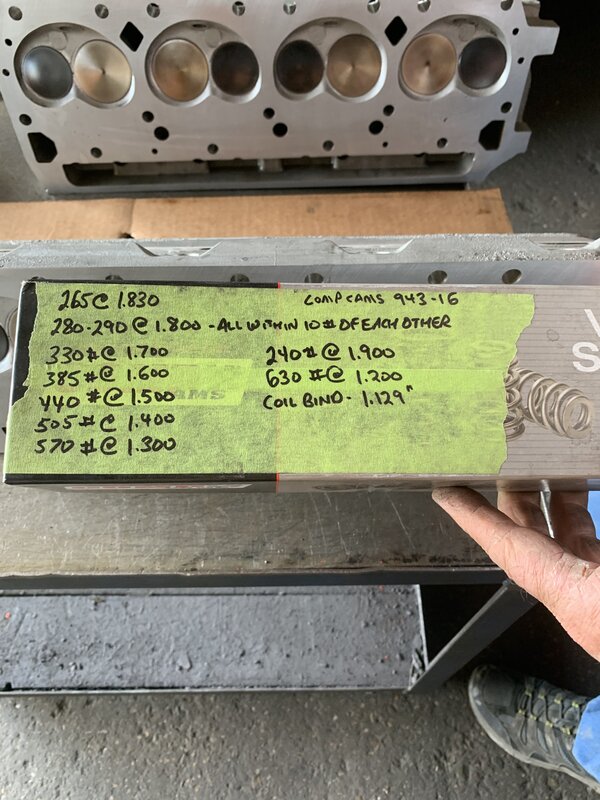 265@ 1.830
COMP CAMS 943-16
280-290 @ 1.800 - ALL WITHIN 10# OF EACH OTHER
330#@ 1.700
385#@ 1.600
440 #@ 1.500
505#@ 1.400
570 #@ 1.300
240#@ 1.900
630 #@ 1.200
COIL BIND- 1.129"
AMS
V
S